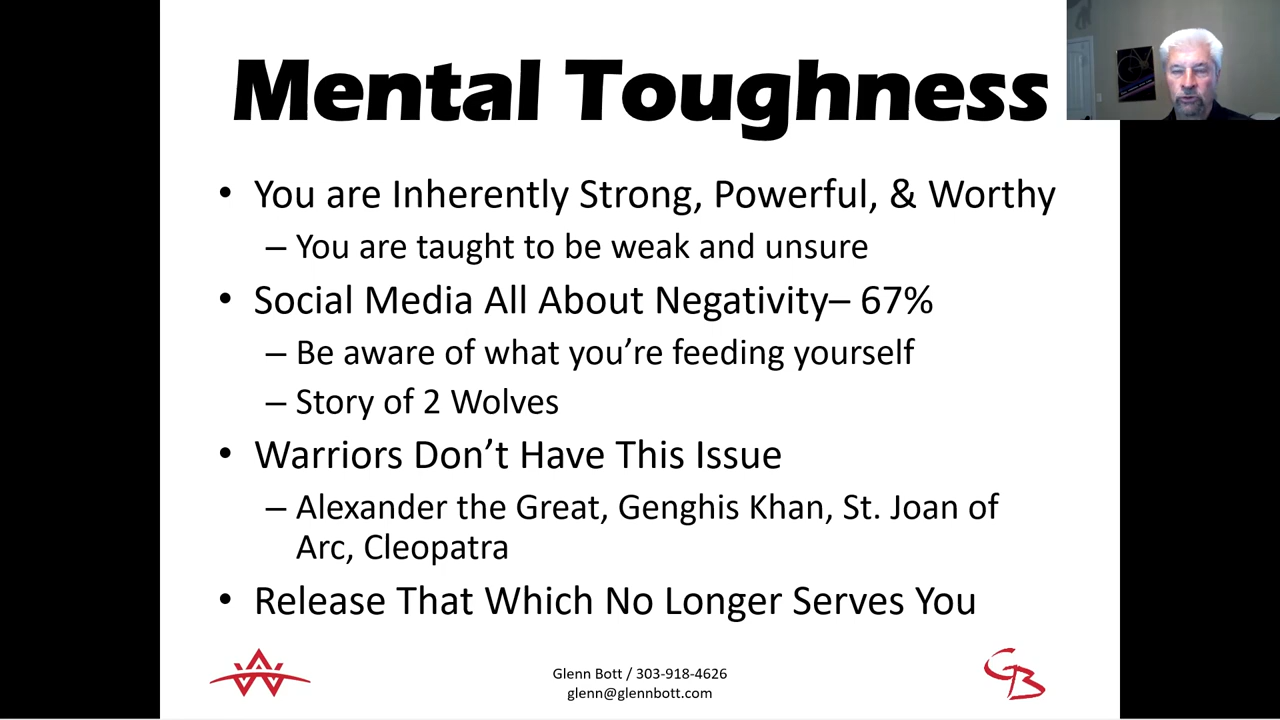 Mental Toughness
• You are Inherently Strong, Powerful, & Worthy
– You are taught to be weak and unsure
• Social Media All About Negativity– 67%
– Be aware of what you’re feeding yourself
– Story of 2 Wolves
• Warriors Don’t Have This Issue
– Alexander the Great, Genghis Khan, St. Joan of
Arc, Cleopatra
• Release That Which No Longer Serves You
Glenn Bott / 303-918-4626
glenn@glennbott.com
GB